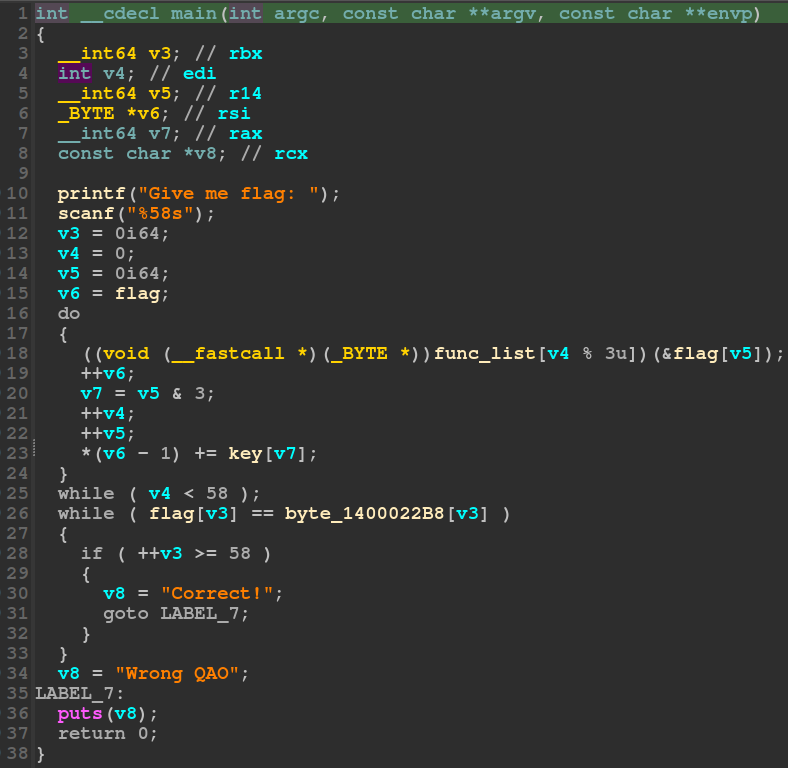 1 int __cdecl main(int argc, const char **argv, const char **envp)
2 {
3   __int64 v3; // rbx
4   int v4; // edi
5   __int64 v5; // r14
6   _BYTE *v6; // rsi
7   __int64 v7; // rax
8   const char *v8; // rcx
9
10   printf("Give me flag: ");
11   scanf("%58s");
12   v3 = 0i64;
13   v4 = 0;
14   v5 = 0i64;
15   v6 = flag;
16   do
17   {
18     ((void (__fastcall *)(_BYTE *))func_list[v4 % 3u])(&flag[v5]);
19     ++v6;
20     v7 = v5 & 3;
21     ++v4;
22     ++v5;
23     *(v6 - 1) += key[v7];
24   }
25   while ( v4 < 58 );
26   while ( flag[v3] == byte_1400022B8[v3] )
27   {
28     if ( ++v3 >= 58 )
29     {
30       v8 = "Correct!";
31       goto LABEL_7;
32     }
33   }
34   v8 = "Wrong QAO";
35 LABEL_7:
36   puts(v8);
37   return 0;
38 }